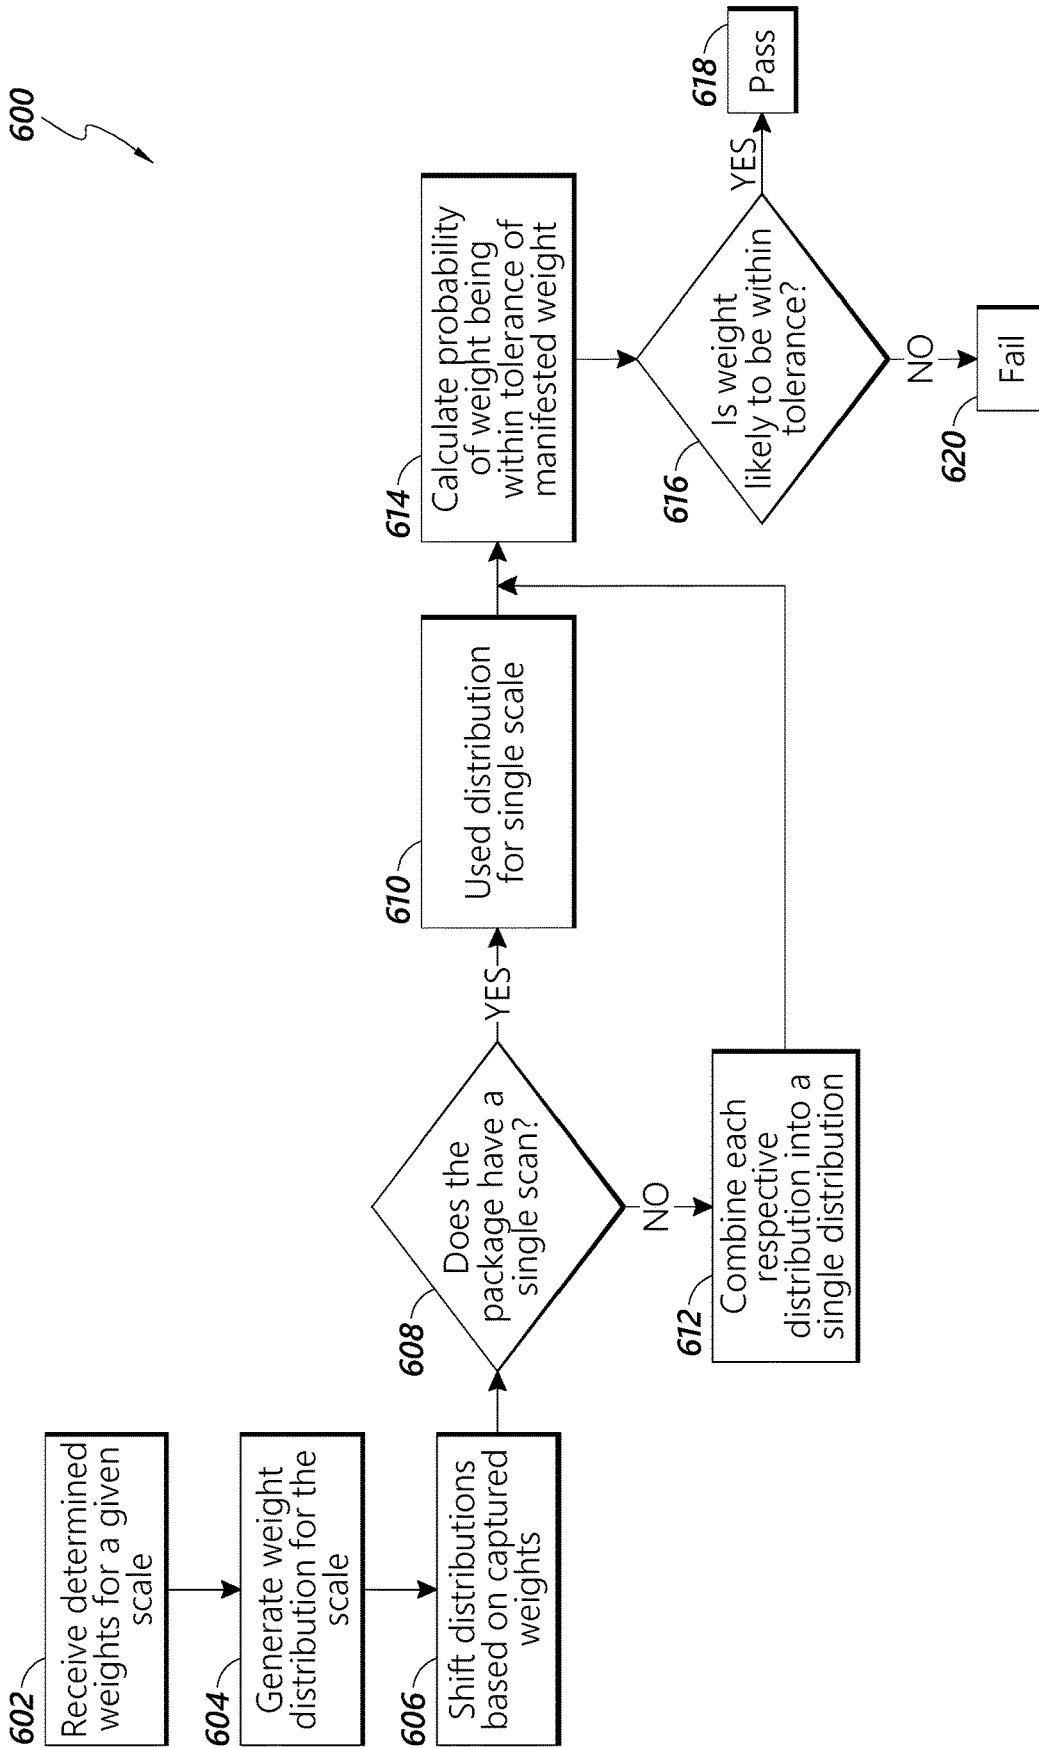 600
602
Receive determined
weights for a given
scale
604
Generate weight
distribution for the
scale
606
Shift distributions
based on captured
weights
608
Does the
package have a
single scan?
YES
NO
610
Used distribution
for single scale
612
Combine each
respective
distribution into a
single distribution
614
Calculate probability
of weight being
within tolerance of
manifested weight
616
Is weight
likely to be within
tolerance?
YES
618
Pass
NO
620
Fail